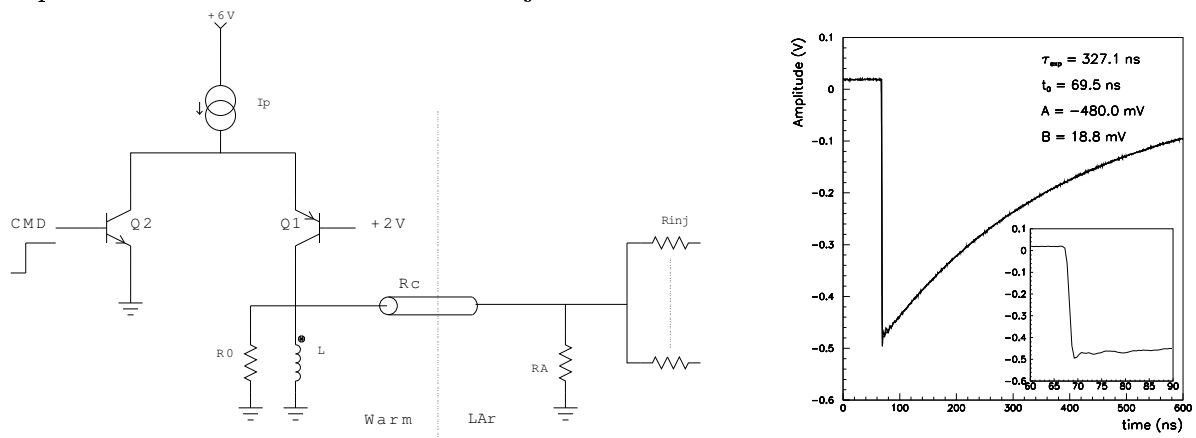 +6V
Ip
CMD
Q2
Q1
+2V
Rinj
Rc
R0
L
RA
Warm
LAr
Amplitude (V)
0.1
0
-0.1
-0.2
-0.3
-0.4
-0.5
-0.6
τexp = 327.1 ns
t0 = 69.5 ns
A = -480.0 mV
B = 18.8 mV
0.1
0
-0.1
-0.2
-0.3
-0.4
-0.5
-0.6
60 65 70 75 80 85 90
0 100 200 300 400 500 600
time (ns)